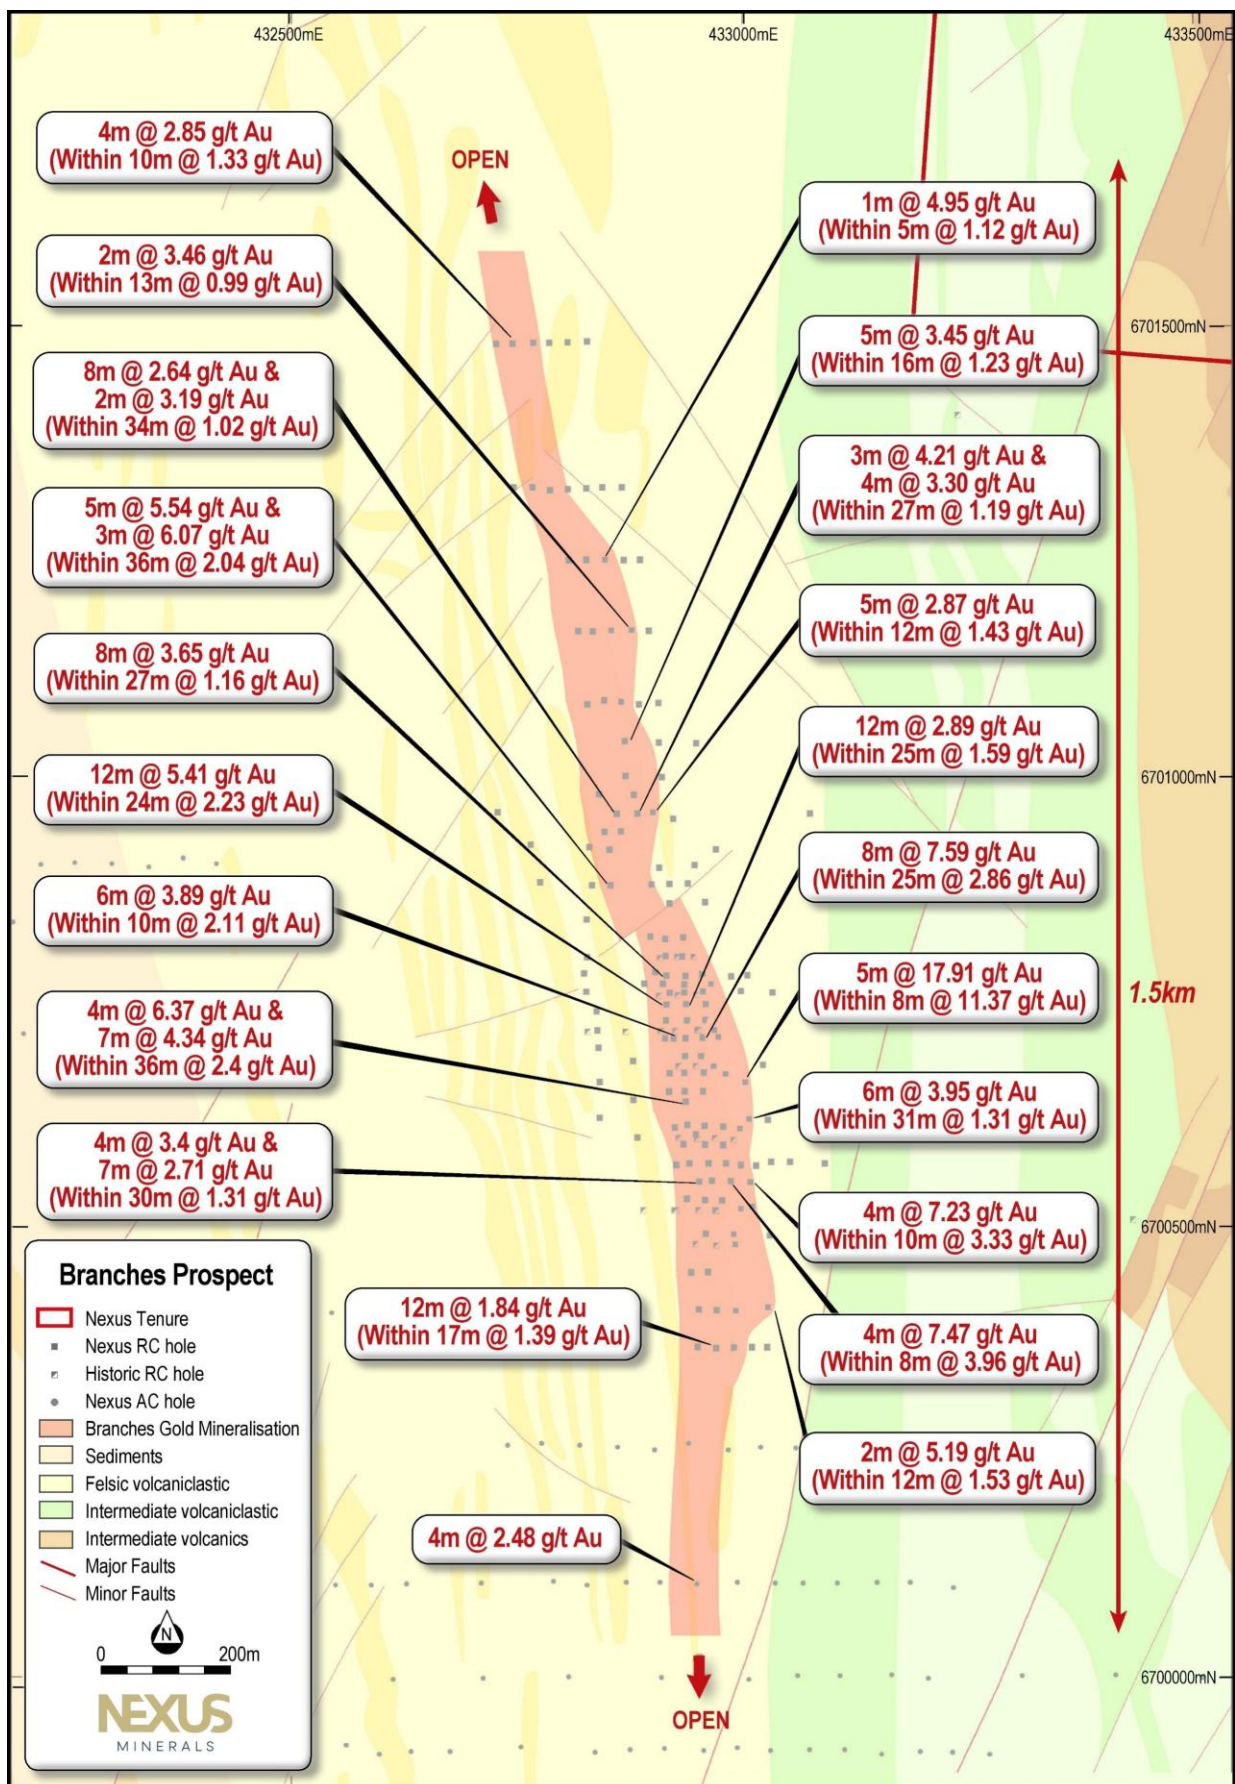 432500mE
433000mE
433500mE
4m @ 2.85 g/t Au
(Within 10m @ 1.33 g/t Au)
OPEN
1m @ 4.95 g/t Au
(Within 5m @ 1.12 g/t Au)
2m @ 3.46 g/t Au
(Within 13m @ 0.99 g/t Au)
6701500mN
5m @ 3.45 g/t Au
(Within 16m @ 1.23 g/t Au)
8m @ 2.64 g/t Au &
2m @ 3.19 g/t Au
(Within 34m @ 1.02 g/t Au)
3m @ 4.21 g/t Au &
4m @ 3.30 g/t Au
(Within 27m @ 1.19 g/t Au)
5m @ 5.54 g/t Au &
3m @ 6.07 g/t Au
(Within 36m @ 2.04 g/t Au)
5m @ 2.87 g/t Au
(Within 12m @ 1.43 g/t Au)
8m @ 3.65 g/t Au
(Within 27m @ 1.16 g/t Au)
12m @ 2.89 g/t Au
(Within 25m @ 1.59 g/t Au)
6701000mN
12m @ 5.41 g/t Au
(Within 24m @ 2.23 g/t Au)
8m @ 7.59 g/t Au
(Within 25m @ 2.86 g/t Au)
6m @ 3.89 g/t Au
(Within 10m @ 2.11 g/t Au)
5m @ 17.91 g/t Au
(Within 8m @ 11.37 g/t Au)
1.5km
4m @ 6.37 g/t Au &
7m @ 4.34 g/t Au
(Within 36m @ 2.4 g/t Au)
6m @ 3.95 g/t Au
(Within 31m @ 1.31 g/t Au)
4m @ 3.4 g/t Au &
7m @ 2.71 g/t Au
(Within 30m @ 1.31 g/t Au)
4m @ 7.23 g/t Au
(Within 10m @ 3.33 g/t Au)
6700500mN
12m @ 1.84 g/t Au
(Within 17m @ 1.39 g/t Au)
4m @ 7.47 g/t Au
(Within 8m @ 3.96 g/t Au)
2m @ 5.19 g/t Au
(Within 12m @ 1.53 g/t Au)
4m @ 2.48 g/t Au
6700000mN
OPEN
Branches Prospect
Nexus Tenure
Nexus RC hole
Historic RC hole
Nexus AC hole
Branches Gold Mineralisation
Sediments
Felsic volcaniclastic
Intermediate volcaniclastic
Intermediate volcanics
Major Faults
Minor Faults
N
0 200m
NEXUS
MINERALS